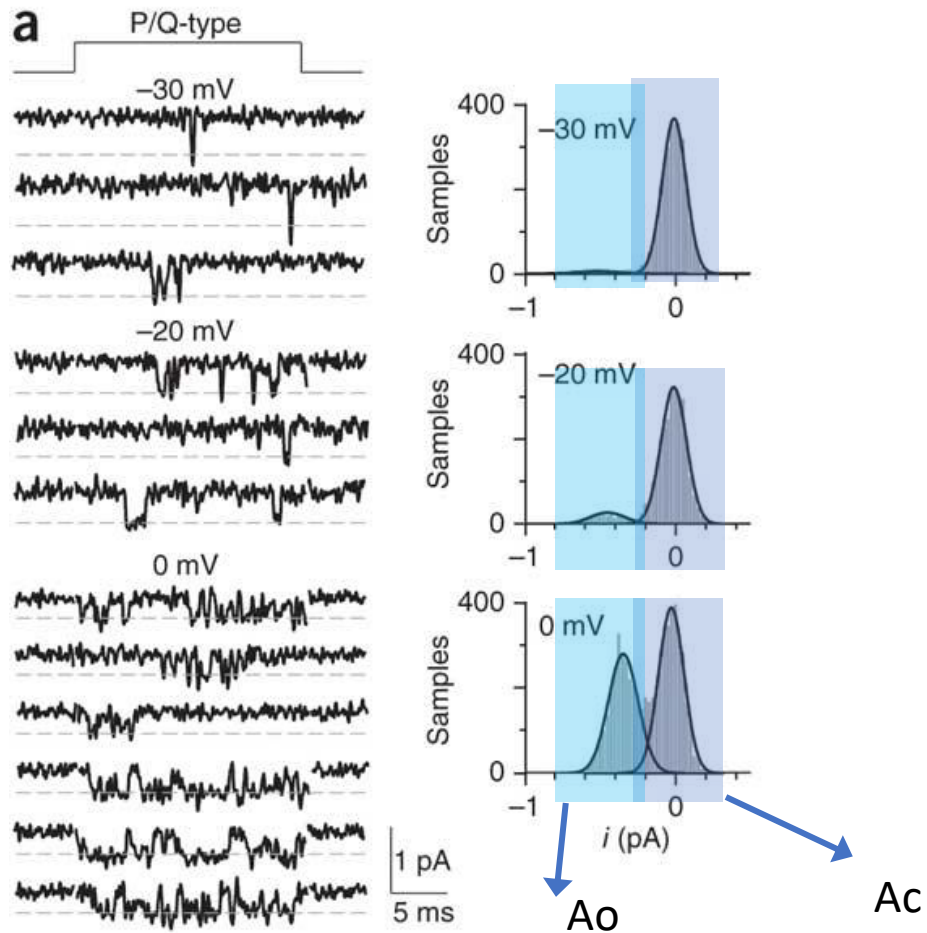 a
P/Q-type
–30 mV
–20 mV
0 mV
1 pA
5 ms
400
–30 mV
Samples
0
–1
0
400
–20 mV
Samples
0
–1
0
400
0 mV
Samples
0
–1
0
i (pA)
Ao
Ac